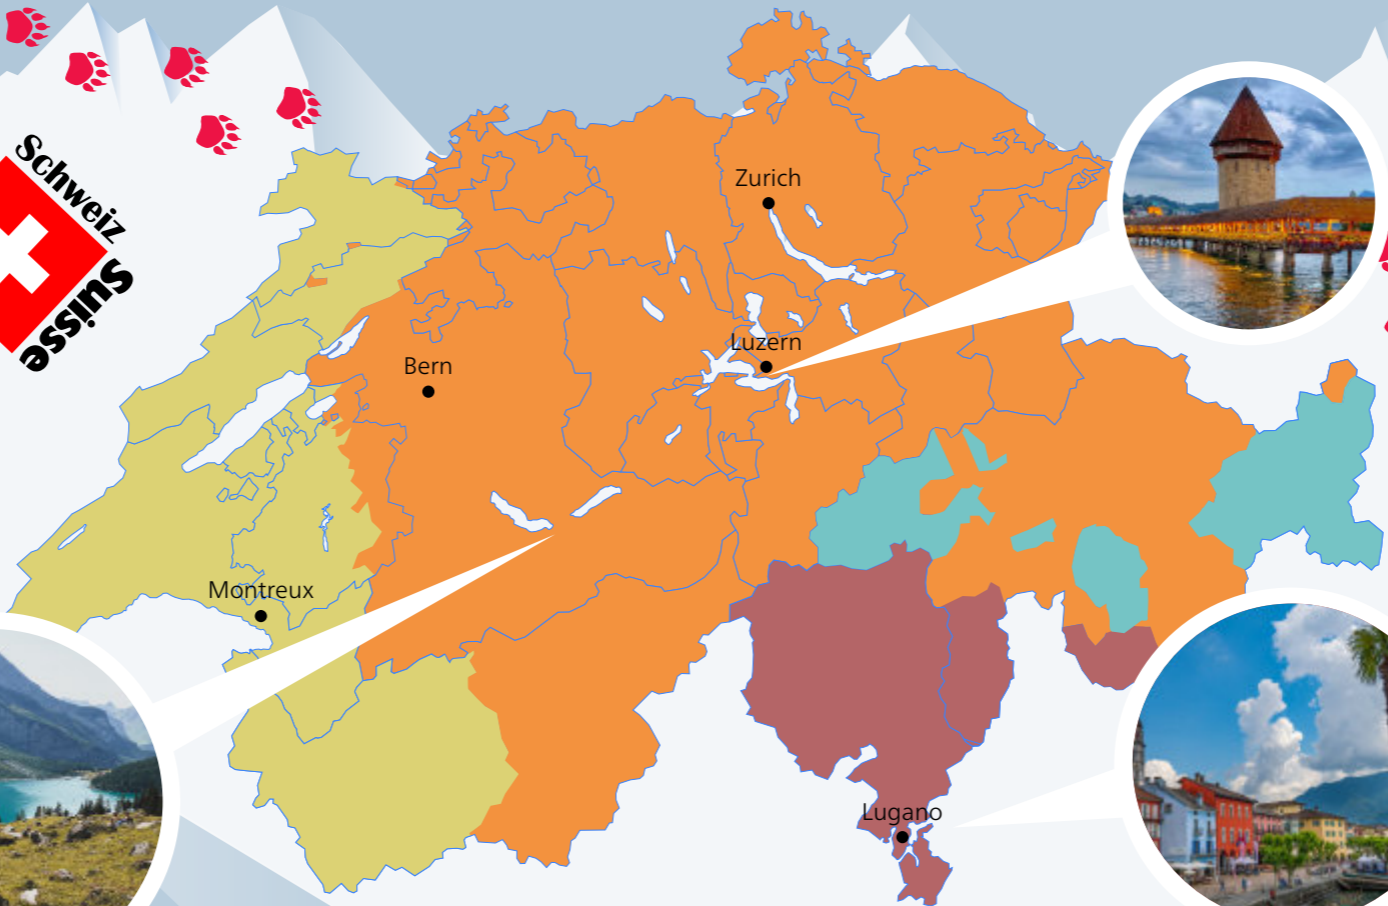 Schweiz
Suisse
Zurich
Luzern
Bern
Montreux
Lugano